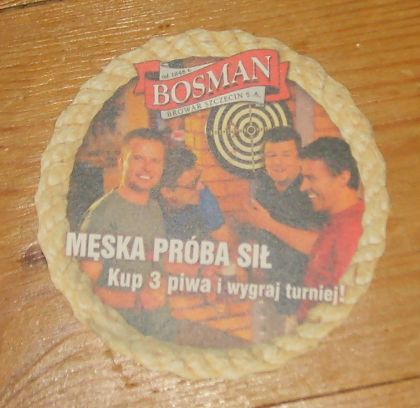 od 1848 r.
BOSMAN
BROWAR SZCZECIN S.A.
MĘSKA PRÓBA SIŁ
Kup 3 piwa i wygraj turniej!